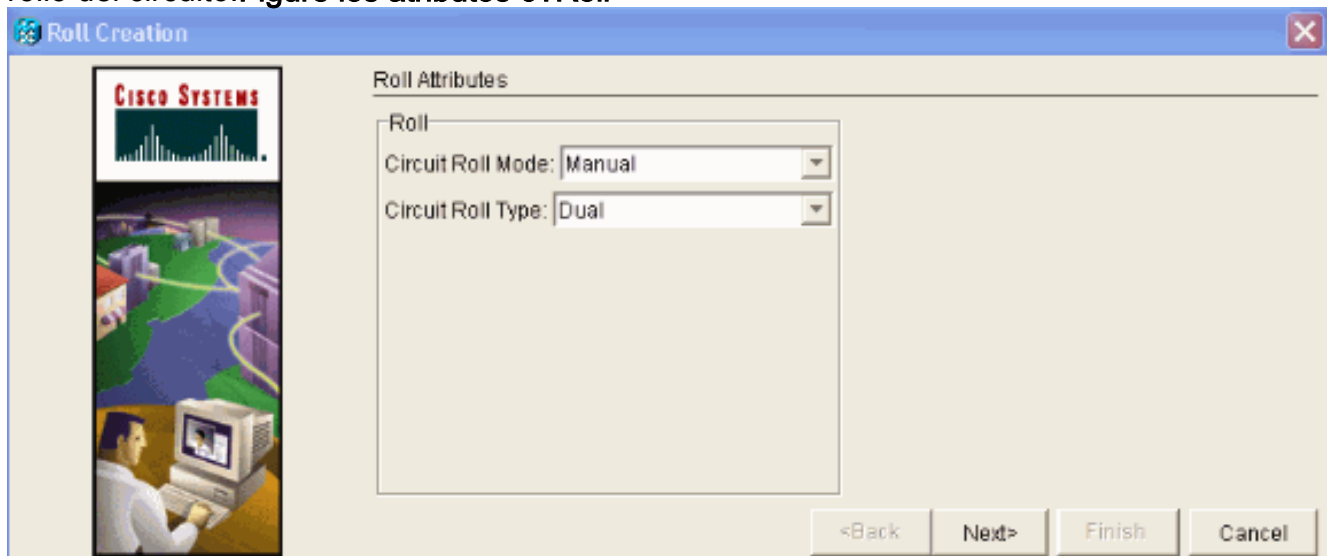 Roll Creation
CISCO SYSTEMS
Roll Attributes
Roll
Circuit Roll Mode: Manual
Circuit Roll Type: Dual
<Back Next> Finish Cancel